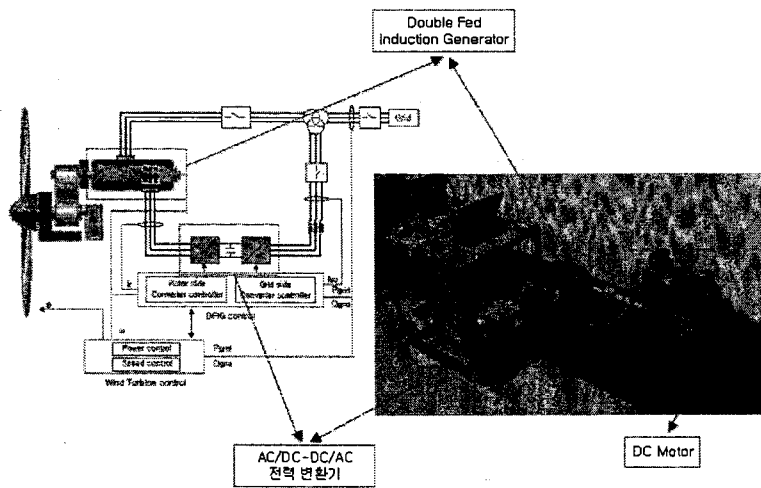 Double Fed
Induction Generator
Grid
Rotor side
Converter controller
Grid side
Converter controller
DFIG control
Power control
Speed control
Wind Turbine control
AC/DC-DC/AC
전력 변환기
DC Motor